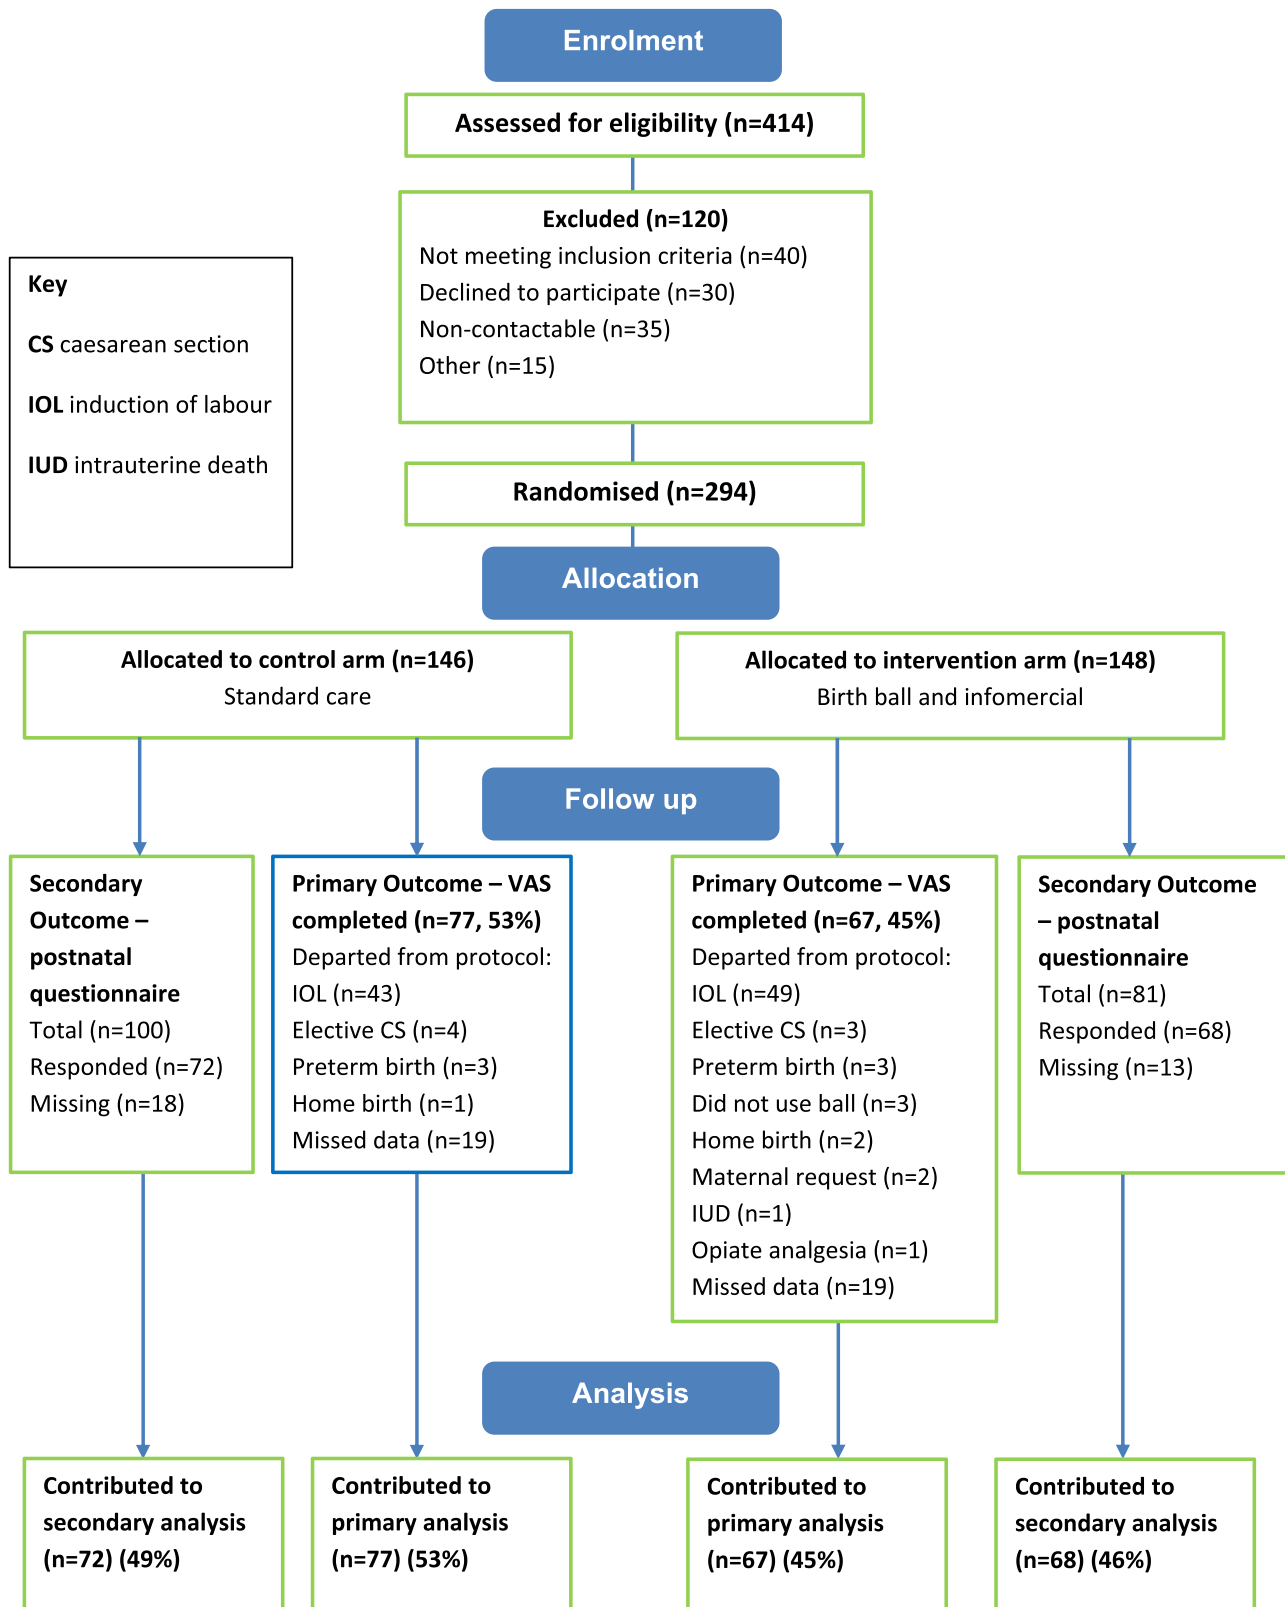 Enrolment
Assessed for eligibility (n=414)
Excluded (n=120)
Not meeting inclusion criteria (n=40)
Declined to participate (n=30)
Non-contactable (n=35)
Other (n=15)
Key
CS caesarean section
IOL induction of labour
IUD intrauterine death
Randomised (n=294)
Allocation
Allocated to control arm (n=146)
Standard care
Allocated to intervention arm (n=148)
Birth ball and infomercial
Follow up
Secondary
Outcome –
postnatal
questionnaire
Total (n=100)
Responded (n=72)
Missing (n=18)
Primary Outcome – VAS
completed (n=77, 53%)
Departed from protocol:
IOL (n=43)
Elective CS (n=4)
Preterm birth (n=3)
Home birth (n=1)
Missed data (n=19)
Primary Outcome – VAS
completed (n=67, 45%)
Departed from protocol:
IOL (n=49)
Elective CS (n=3)
Preterm birth (n=3)
Did not use ball (n=3)
Home birth (n=2)
Maternal request (n=2)
IUD (n=1)
Opiate analgesia (n=1)
Missed data (n=19)
Secondary Outcome
– postnatal
questionnaire
Total (n=81)
Responded (n=68)
Missing (n=13)
Analysis
Contributed to
secondary analysis
(n=72) (49%)
Contributed to
primary analysis
(n=77) (53%)
Contributed to
primary analysis
(n=67) (45%)
Contributed to
secondary analysis
(n=68) (46%)